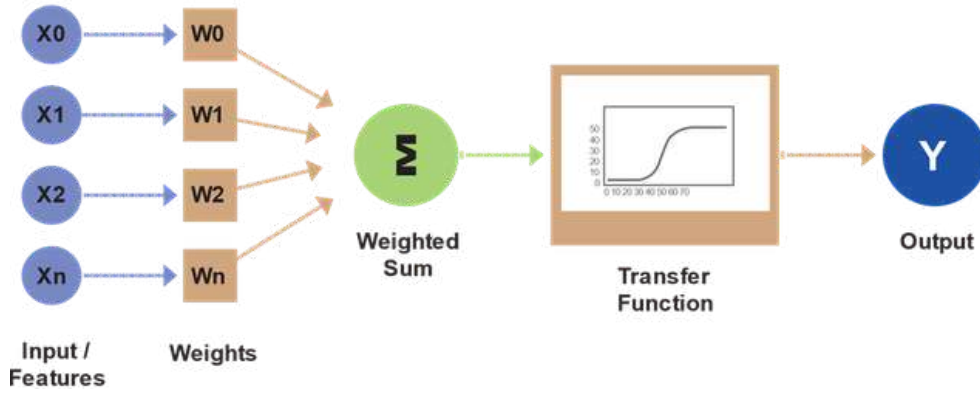 X0
W0
X1
W1
X2
W2
Xn
Wn
Σ
Y
50
40
30
20
10
0
0 10 20 30 40 50 60 70
Weighted
Sum
Transfer
Function
Output
Input /
Features
Weights